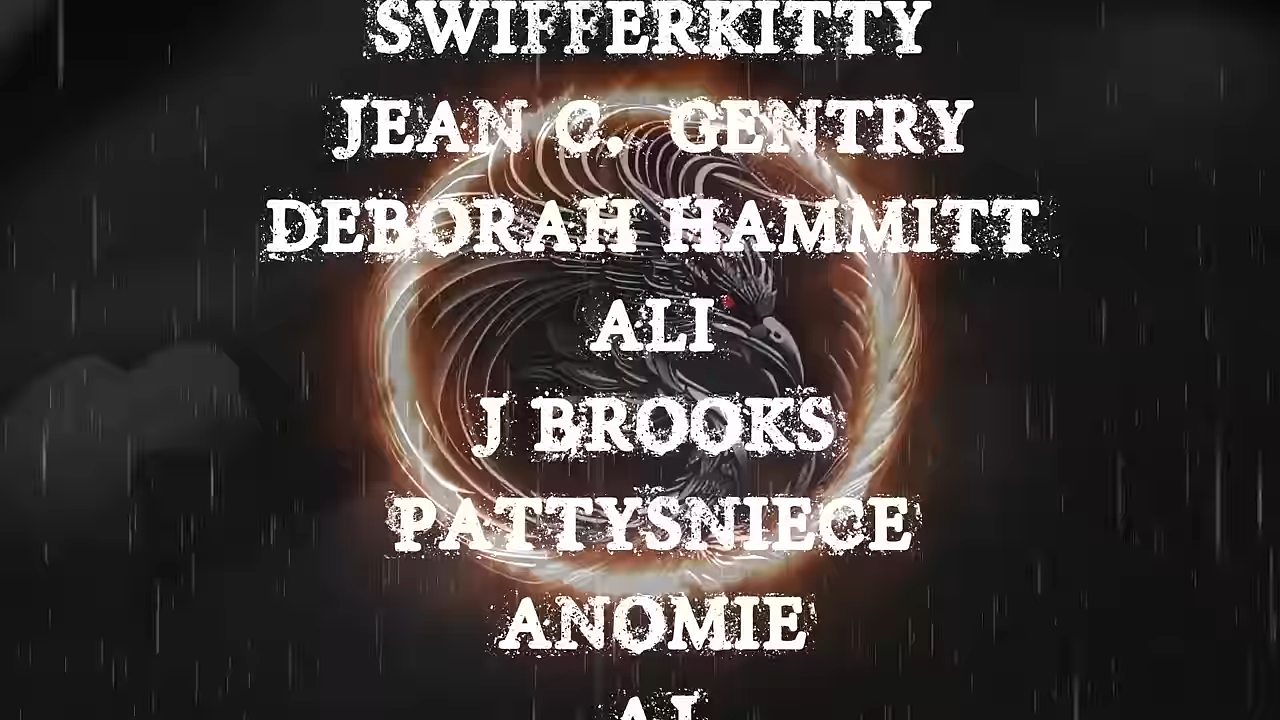 SWIFFERKITTY
JEAN C. GENTRY
DEBORAH HAMMITT
ALI
J BROOKS
PATTYSNIECE
ANOMIE